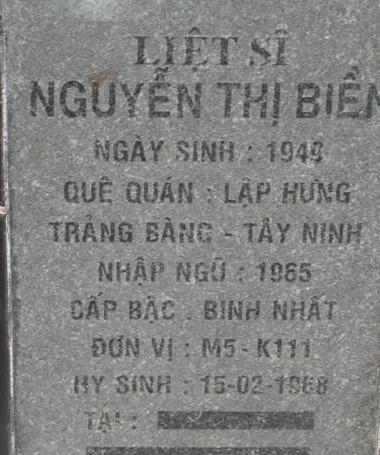 LIỆT SĨ
NGUYỄN THỊ BIỀN
NGÀY SINH : 1949
QUÊ QUÁN : LẬP HƯNG
TRẢNG BÀNG - TÂY NINH
NHẬP NGŨ : 1965
CẤP BẬC : BINH NHẤT
ĐƠN VỊ : M5 - K111
HY SINH : 15-02-1968
TẠI :